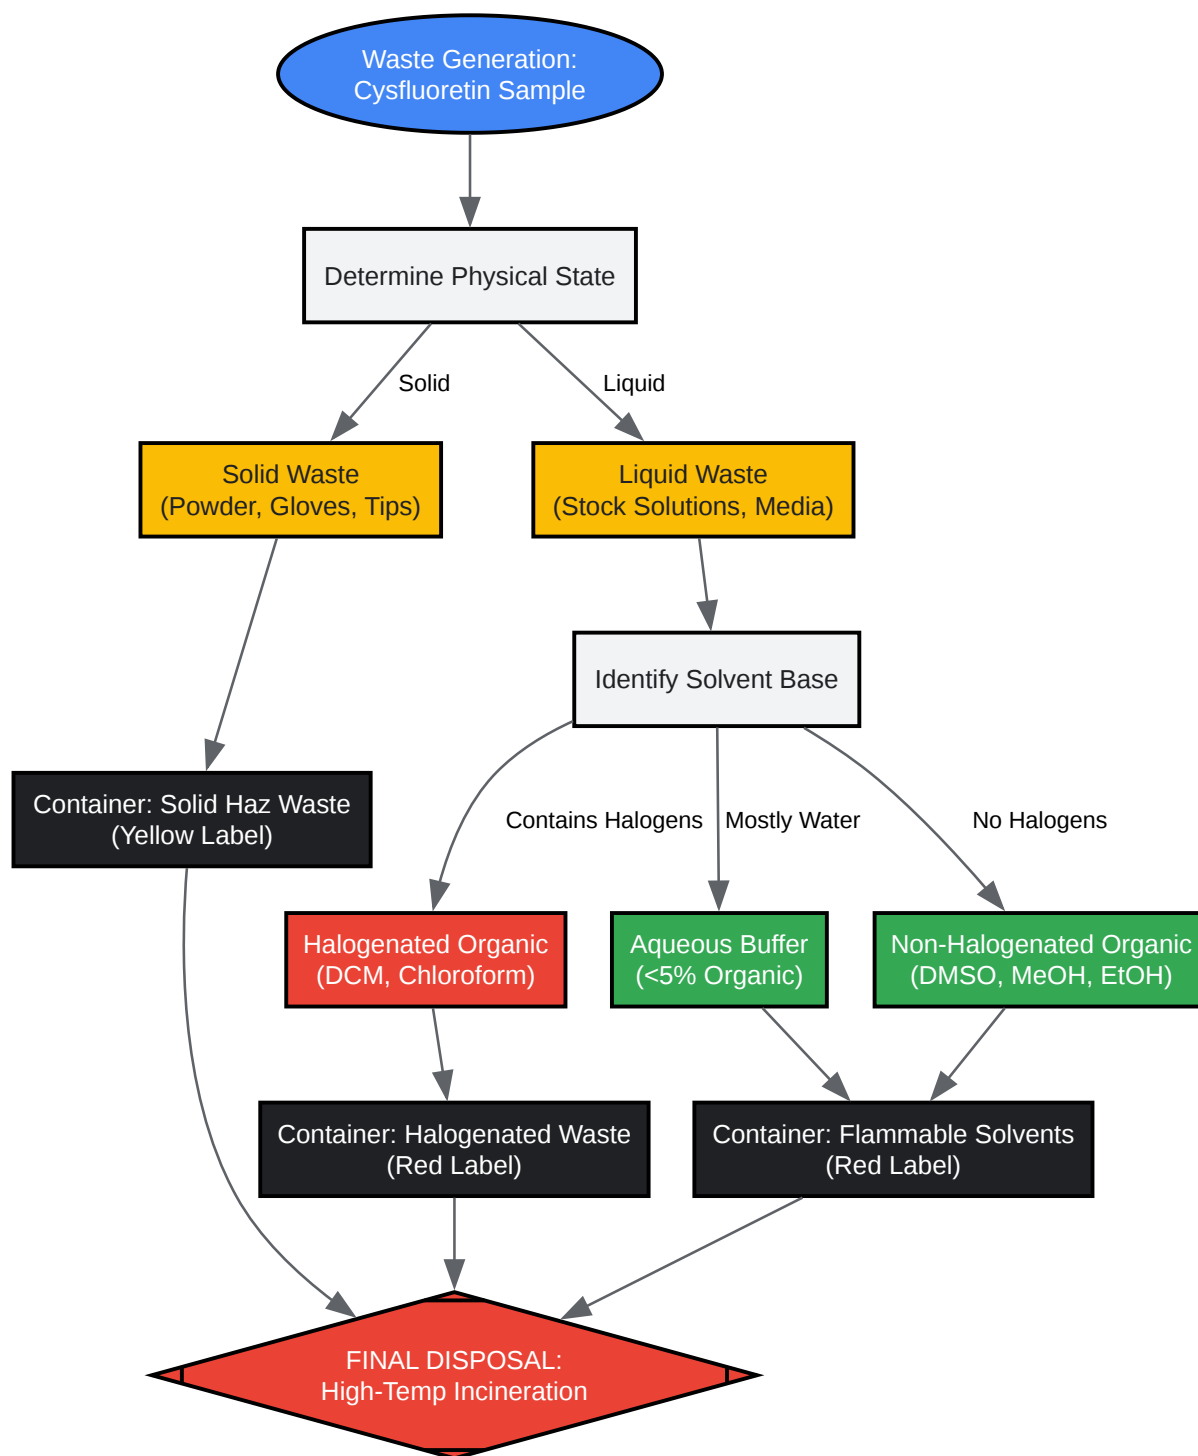 Waste Generation:
Cysfluoretin Sample
Determine Physical State
Solid
Liquid
Solid Waste
(Powder, Gloves, Tips)
Liquid Waste
(Stock Solutions, Media)
Identify Solvent Base
Container: Solid Haz Waste
(Yellow Label)
Contains Halogens
Mostly Water
No Halogens
Halogenated Organic
(DCM, Chloroform)
Aqueous Buffer
(<5% Organic)
Non-Halogenated Organic
(DMSO, MeOH, EtOH)
Container: Halogenated Waste
(Red Label)
Container: Flammable Solvents
(Red Label)
FINAL DISPOSAL:
High-Temp Incineration